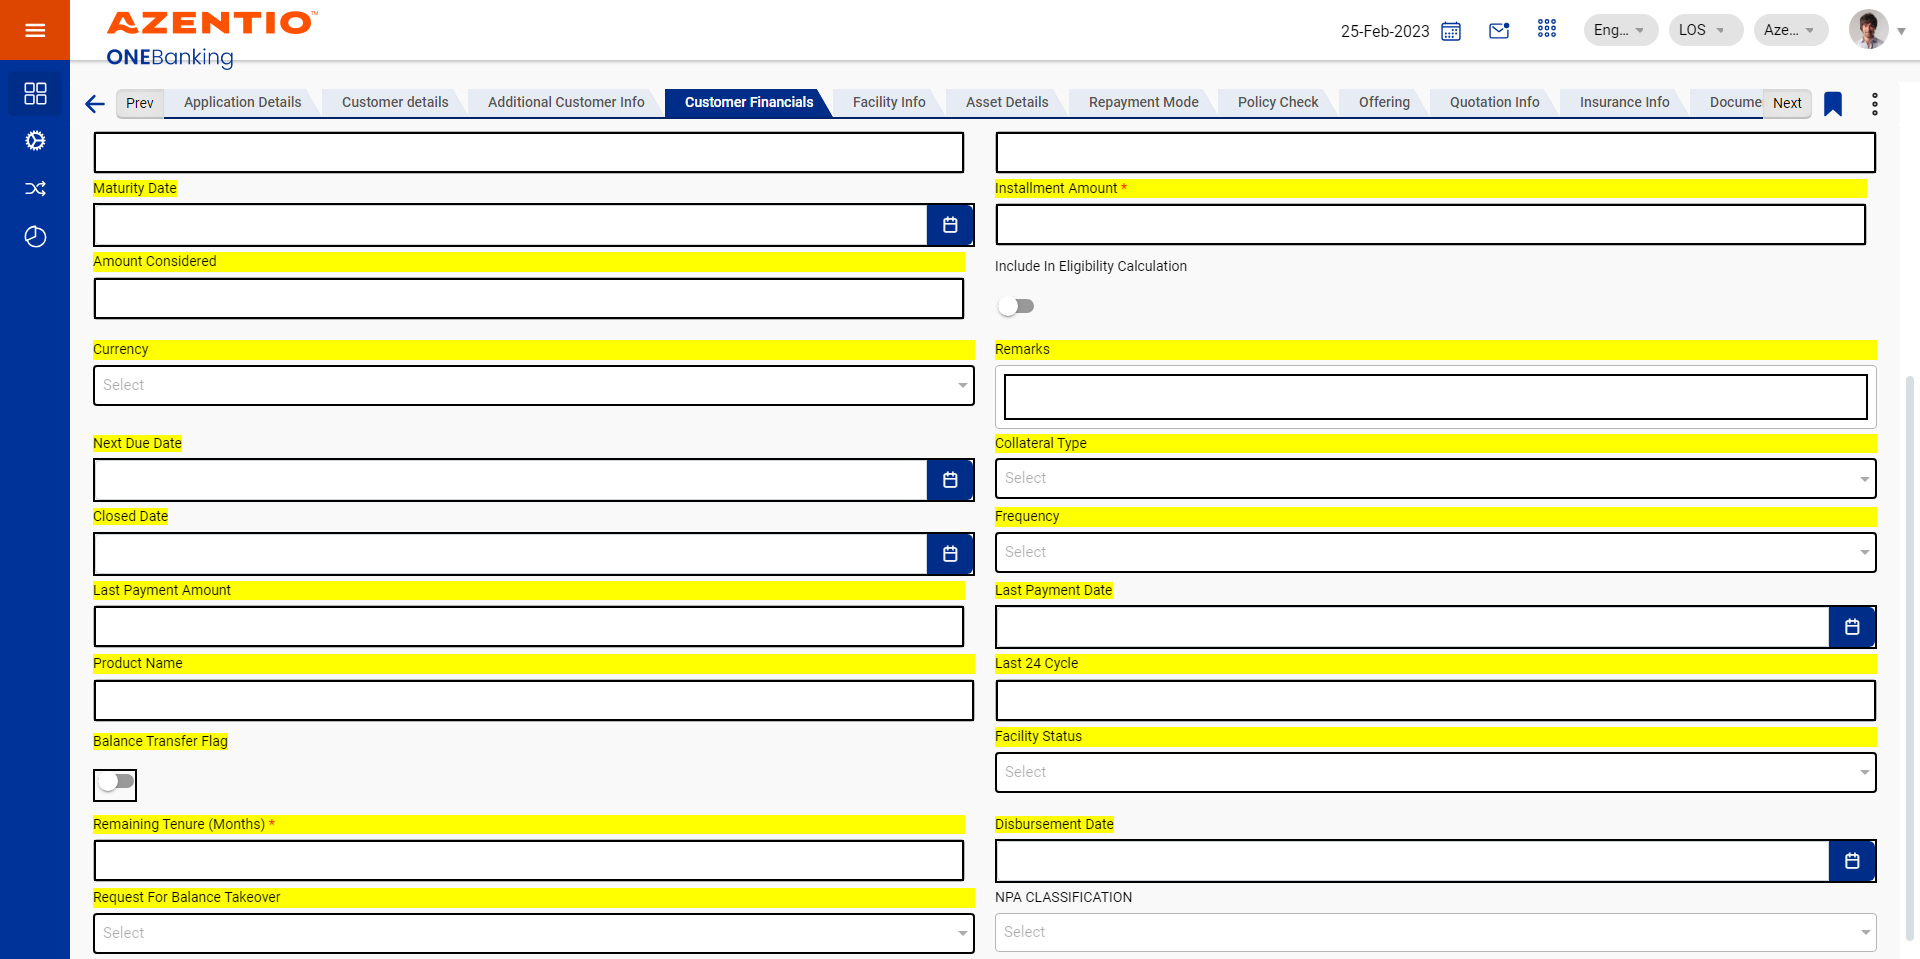 AZENTIO™
ONEBanking
25-Feb-2023
Eng...
LOS
Aze...
Prev
Application Details
Customer details
Additional Customer Info
Customer Financials
Facility Info
Asset Details
Repayment Mode
Policy Check
Offering
Quotation Info
Insurance Info
Docume
Next
Maturity Date
Installment Amount *
Amount Considered
Include In Eligibility Calculation
Currency
Remarks
Select
Next Due Date
Collateral Type
Select
Closed Date
Frequency
Select
Last Payment Amount
Last Payment Date
Product Name
Last 24 Cycle
Balance Transfer Flag
Facility Status
Select
Remaining Tenure (Months) *
Disbursement Date
Request For Balance Takeover
NPA CLASSIFICATION
Select
Select